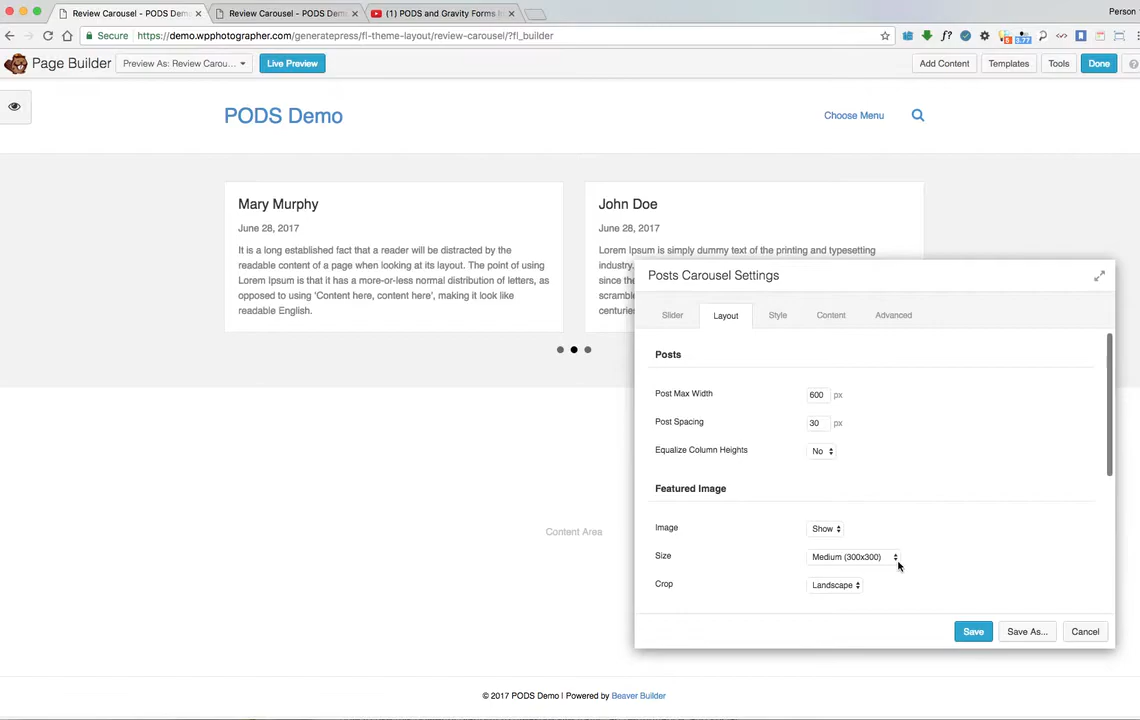 Review Carousel - PODS Demo
Review Carousel - PODS Dem
(1) PODS and Gravity Forms I
Person
Secure
https://demo.wpphotographer.com/generatepress/fl-theme-layout/review-carousel/?fl_builder
f?
6
3.77
Page Builder
Preview As: Review Carou...
Live Preview
Add Content
Templates
Tools
Done
?
PODS Demo
Choose Menu
Mary Murphy
June 28, 2017
It is a long established fact that a reader will be distracted by the
readable content of a page when looking at its layout. The point of using
Lorem Ipsum is that it has a more-or-less normal distribution of letters, as
opposed to using 'Content here, content here', making it look like
readable English.
John Doe
June 28, 2017
Lorem Ipsum is simply dummy text of the printing and typesetting
industry.
since the
scramble
centuries
Posts Carousel Settings
Slider
Layout
Style
Content
Advanced
Posts
Post Max Width
600 px
Post Spacing
30 px
Equalize Column Heights
No
Featured Image
Image
Show
Size
Medium (300x300)
Crop
Landscape
Save
Save As...
Cancel
Content Area
© 2017 PODS Demo | Powered by Beaver Builder